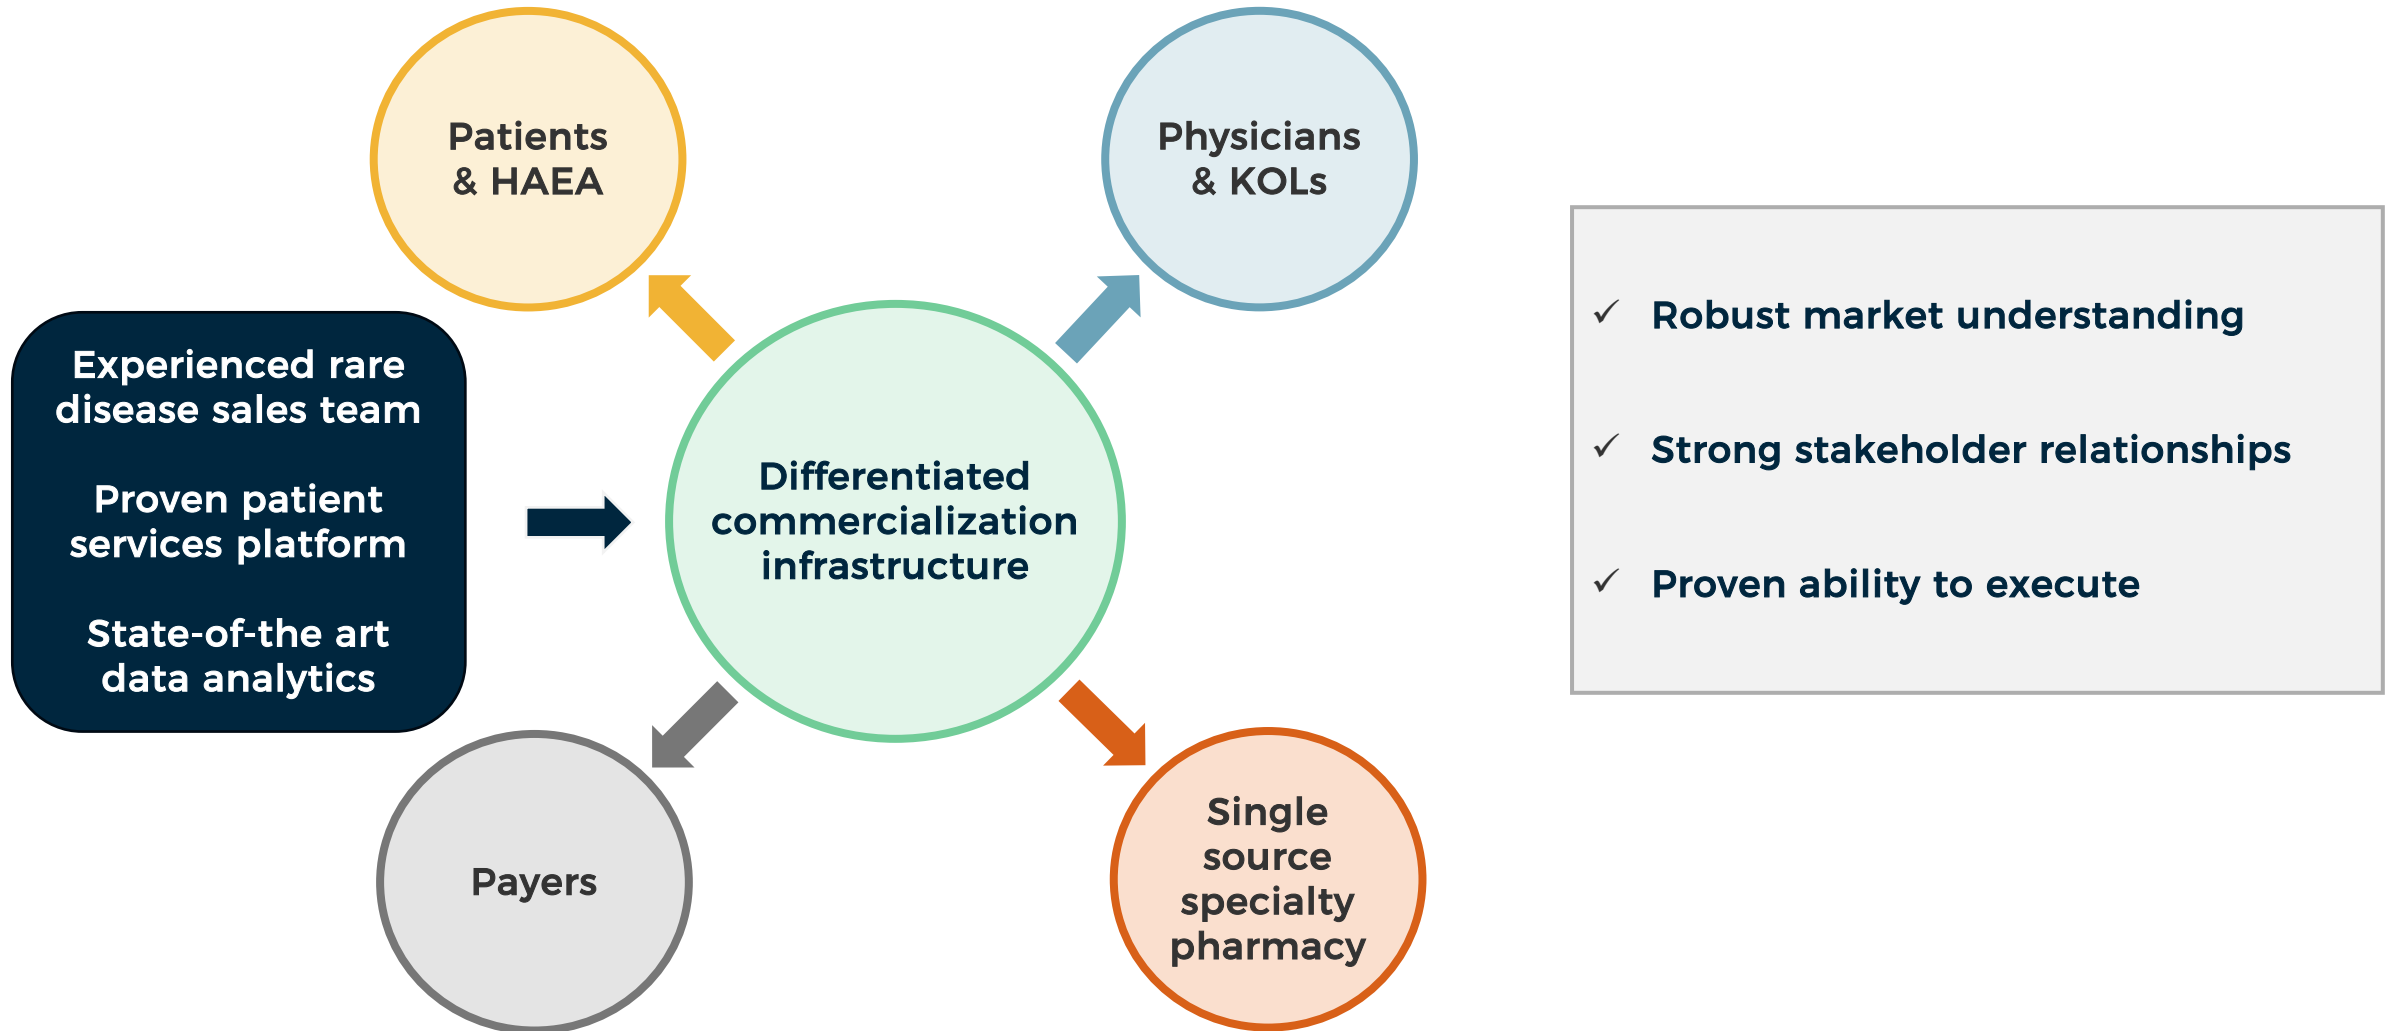 Patients
& HAEA
Physicians
& KOLs
Experienced rare
disease sales team
Proven patient
services platform
State-of-the art
data analytics
Differentiated
commercialization
infrastructure
Payers
Single
source
specialty
pharmacy
✓ Robust market understanding
✓ Strong stakeholder relationships
✓ Proven ability to execute